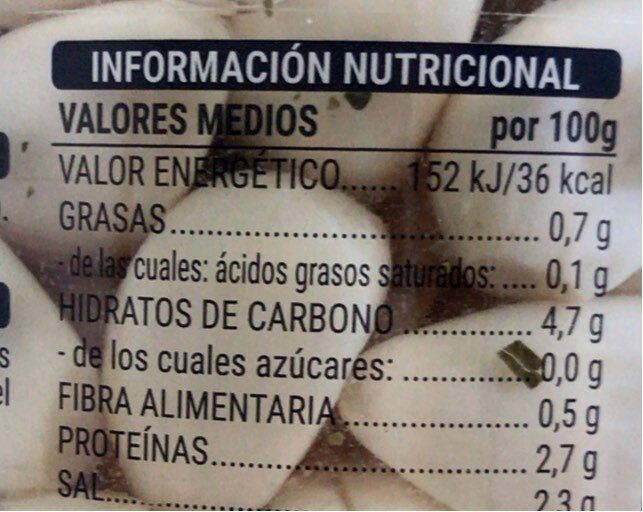 INFORMACIÓN NUTRICIONAL
VALORES MEDIOS por 100g
VALOR ENERGÉTICO...... 152 kJ/36 kcal
GRASAS................................................ 0,7 g
- de las cuales: ácidos grasos saturados: .... 0,1 g
HIDRATOS DE CARBONO ................ 4,7 g
- de los cuales azúcares: ................ 0,0 g
FIBRA ALIMENTARIA........................ 0,5 g
PROTEÍNAS........................................ 2,7 g
SAL.................................................... 2,3 g